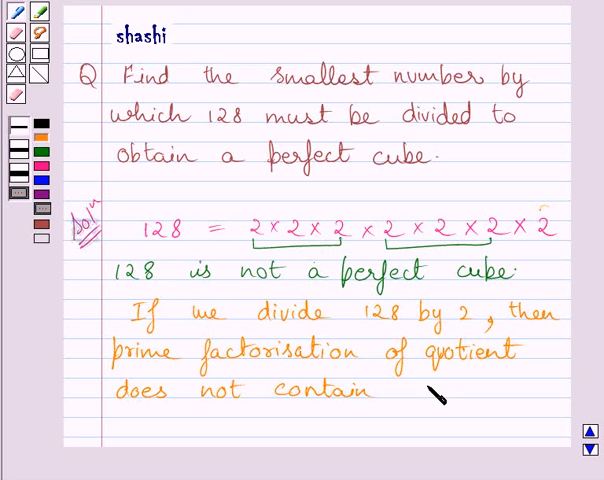 shashi
Q Find the smallest number by
which 128 must be divided to
obtain a perfect cube.
Solⁿ 128 = 2 × 2 × 2 × 2 × 2 × 2 × 2
128 is not a perfect cube.
If we divide 128 by 2, then
prime factorisation of quotient
does not contain